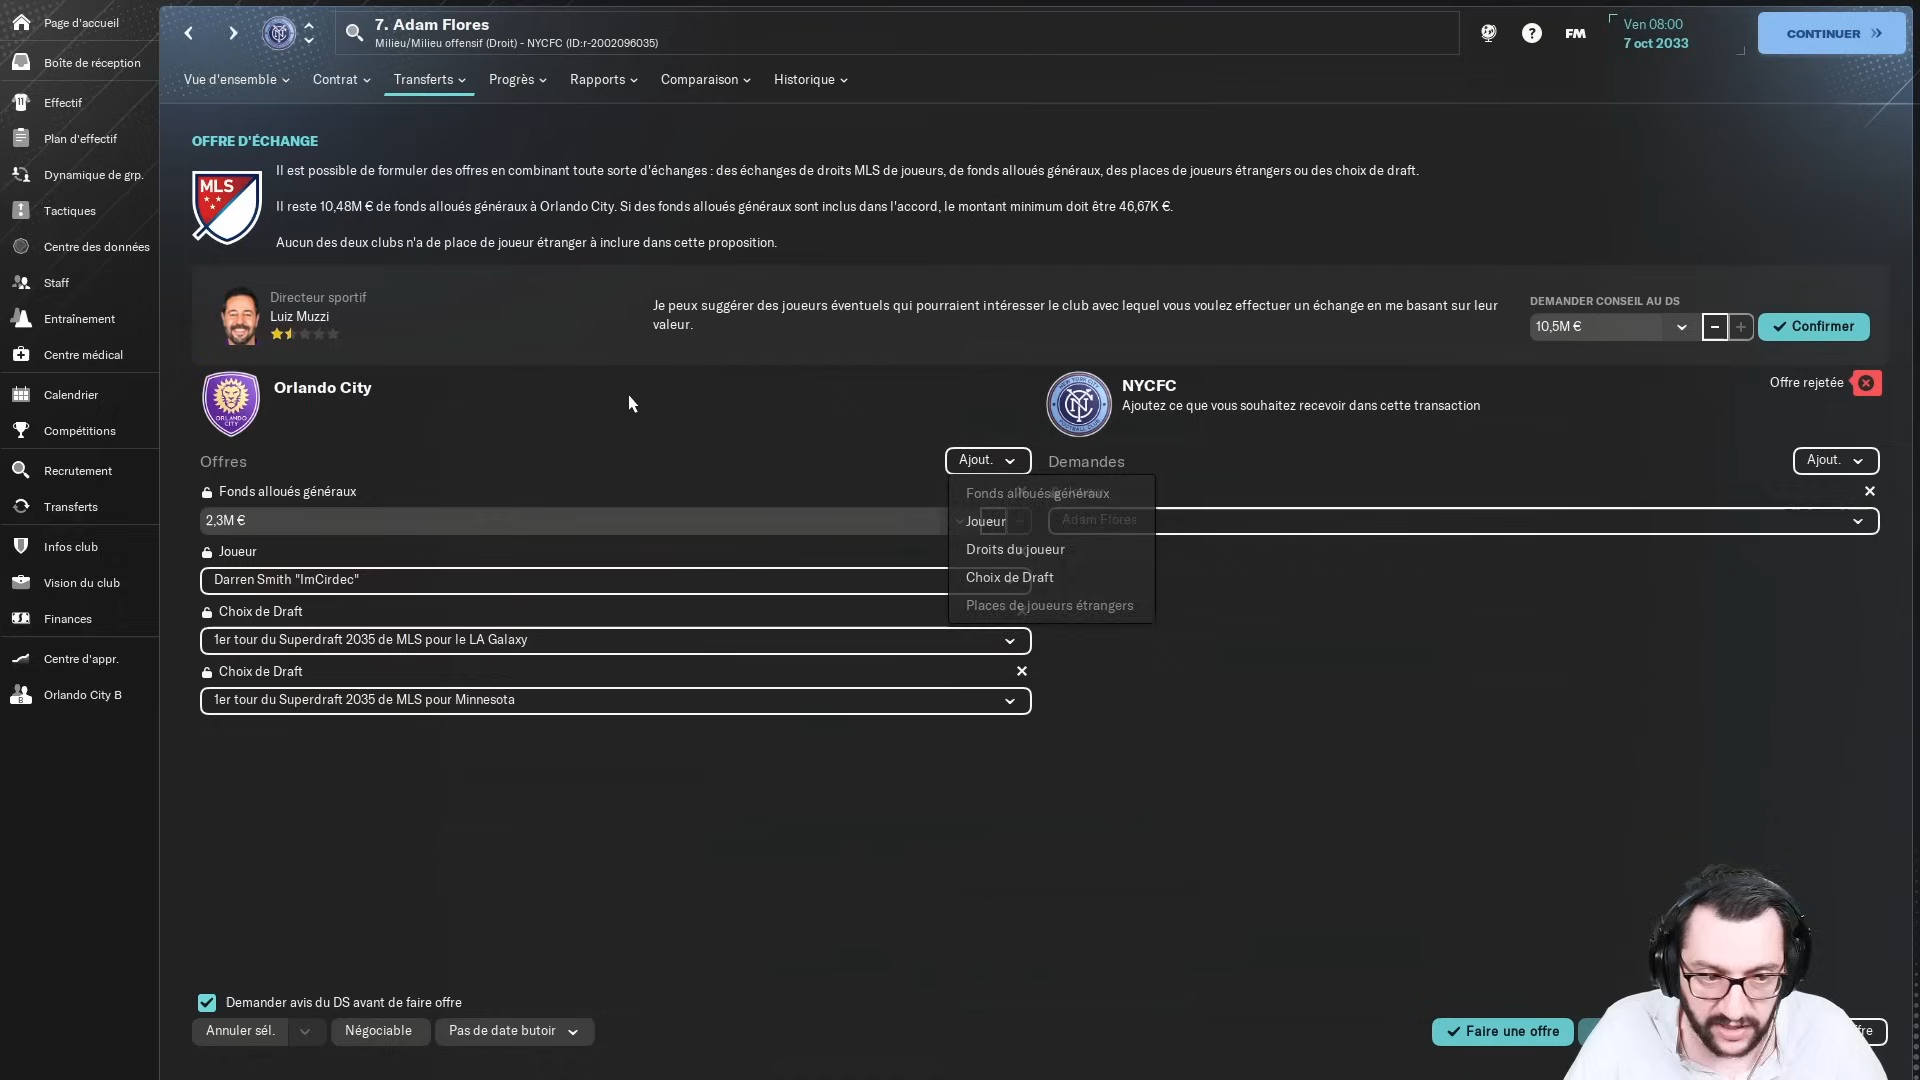 Page d'accueil
Boîte de réception
Effectif
Plan d'effectif
Dynamique de grp.
Tactiques
Centre des données
Staff
Entraînement
Centre médical
Calendrier
Compétitions
Recrutement
Transferts
Infos club
Vision du club
Finances
Centre d'appr.
Orlando City B
7. Adam Flores
Milieu/Milieu offensif (Droit) - NYCFC (ID:r-2002096035)
FM
Ven 08:00
7 oct 2033
CONTINUER
Vue d'ensemble
Contrat
Transferts
Progrès
Rapports
Comparaison
Historique
OFFRE D'ÉCHANGE
MLS
Il est possible de formuler des offres en combinant toute sorte d'échanges : des échanges de droits MLS de joueurs, de fonds alloués généraux, des places de joueurs étrangers ou des choix de draft.
Il reste 10,48M € de fonds alloués généraux à Orlando City. Si des fonds alloués généraux sont inclus dans l'accord, le montant minimum doit être 46,67K €.
Aucun des deux clubs n'a de place de joueur étranger à inclure dans cette proposition.
Directeur sportif
Luiz Muzzi
Je peux suggérer des joueurs éventuels qui pourraient intéresser le club avec lequel vous voulez effectuer un échange en me basant sur leur
valeur.
DEMANDER CONSEIL AU DS
10,5M €
Confirmer
ORLANDO CITY
Orlando City
NYCFC
Ajoutez ce que vous souhaitez recevoir dans cette transaction
Offre rejetée
Offres
Ajout.
Demandes
Ajout.
Fonds alloués généraux
2,3M €
Joueur
Darren Smith "ImCirdec"
Choix de Draft
1er tour du Superdraft 2035 de MLS pour le LA Galaxy
Choix de Draft
1er tour du Superdraft 2035 de MLS pour Minnesota
Fonds alloués généraux
Joueur
Droits du joueur
Choix de Draft
Places de joueurs étrangers
Adam Flores
Demander avis du DS avant de faire offre
Annuler sél.
Négociable
Pas de date butoir
Faire une offre